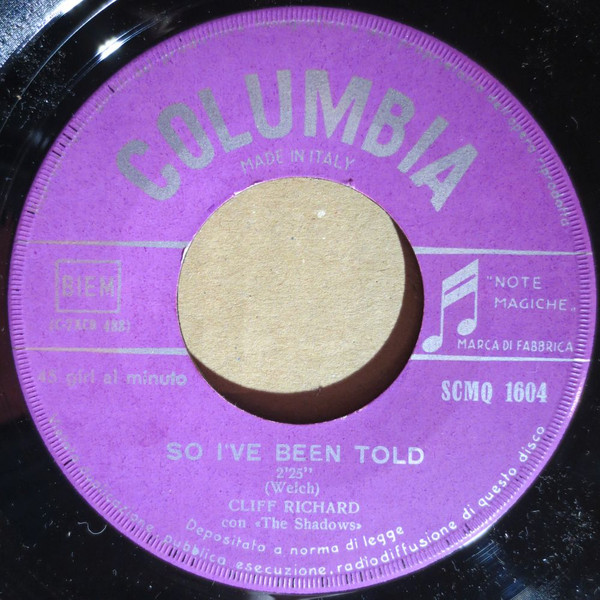 COLUMBIA
MADE IN ITALY
BIEM
"NOTE
MAGICHE"
MARCA DI FABBRICA
45 giri al minuto
SCMQ 1604
SO I'VE BEEN TOLD
2'25"
(Welch)
CLIFF RICHARD
con «The Shadows»
Depositato a norma di legge
pubblica esecuzione, radiodiffusione di questo disco